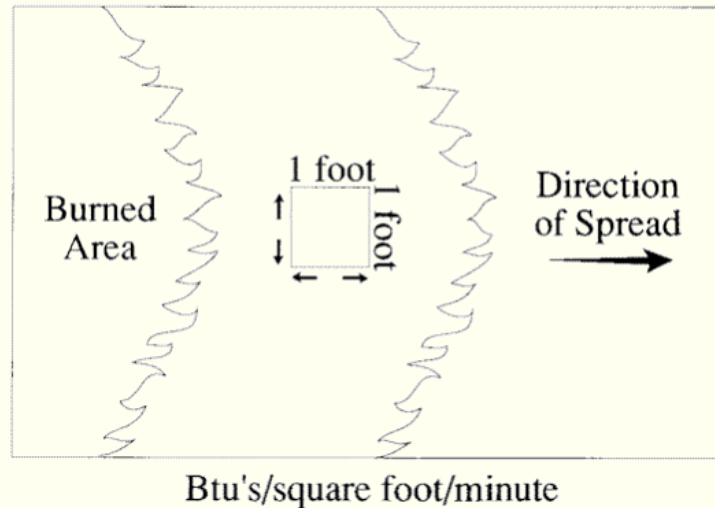 1 foot
1 foot
Burned
Area
Direction
of Spread
Btu's/square foot/minute